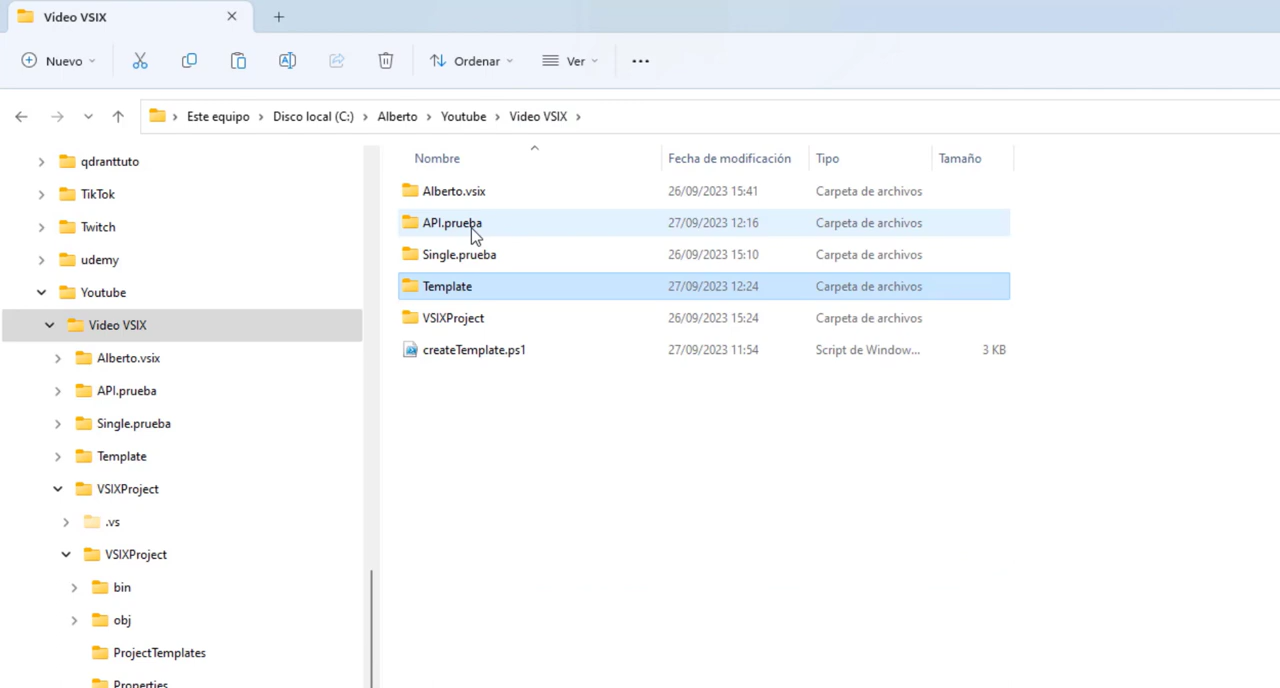 Video VSIX
Nuevo
Ordenar
Ver
Este equipo > Disco local (C:) > Alberto > Youtube > Video VSIX >
qdranttuto
TikTok
Twitch
udemy
Youtube
Video VSIX
Alberto.vsix
API.prueba
Single.prueba
Template
VSIXProject
.vs
VSIXProject
bin
obj
ProjectTemplates
Properties
Nombre Fecha de modificación Tipo Tamaño
Alberto.vsix 26/09/2023 15:41 Carpeta de archivos
API.prueba 27/09/2023 12:16 Carpeta de archivos
Single.prueba 26/09/2023 15:10 Carpeta de archivos
Template 27/09/2023 12:24 Carpeta de archivos
VSIXProject 26/09/2023 15:24 Carpeta de archivos
createTemplate.ps1 27/09/2023 11:54 Script de Window... 3 KB